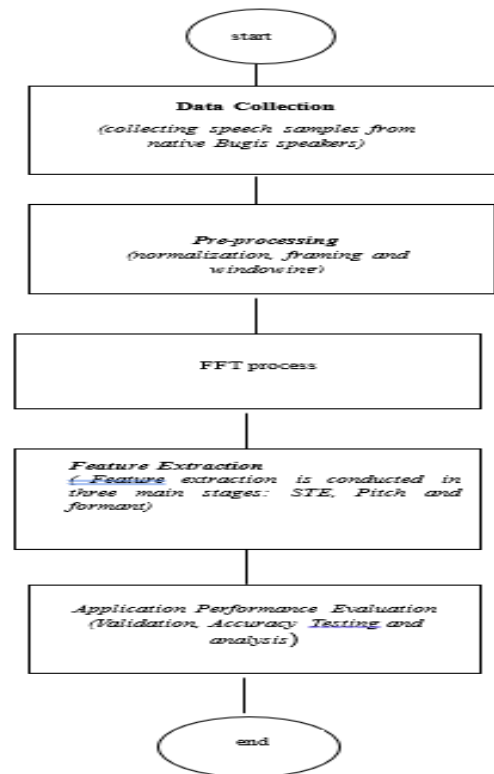 start
Data Collection
(collecting speech samples from
native Bugis speakers)
Pre-processing
(normalization, framing and
windowing)
FFT process
Feature Extraction
( Feature extraction is conducted in
three main stages: STE, Pitch and
formant)
Application Performance Evaluation
(Validation, Accuracy Testing and
analysis)
end